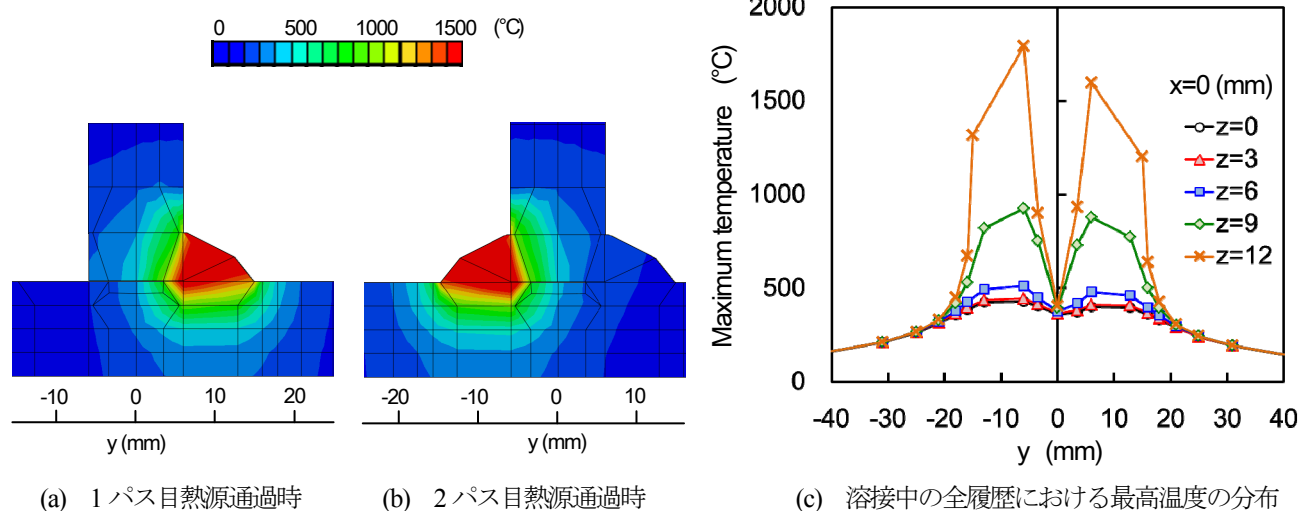 0 500 1000 1500 (°C)
-10 0 10 20
y (mm)
-20 -10 0 10
y (mm)
2000
1500
1000
500
0
Maximum temperature (°C)
x=0 (mm)
z=0
z=3
z=6
z=9
z=12
-40 -30 -20 -10 0 10 20 30 40
y (mm)
(a) 1 パス目熱源通過時
(b) 2 パス目熱源通過時
(c) 溶接中の全履歴における最高温度の分布